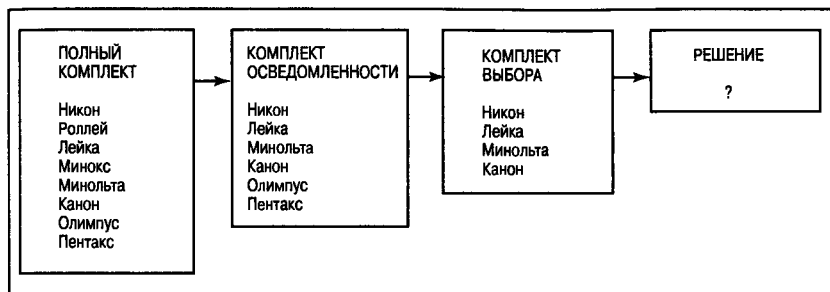 ПОЛНЫЙ
КОМПЛЕКТ
Никон
Роллей
Лейка
Минокс
Минольта
Канон
Олимпус
Пентакс
КОМПЛЕКТ
ОСВЕДОМЛЕННОСТИ
Никон
Лейка
Минольта
Канон
Олимпус
Пентакс
КОМПЛЕКТ
ВЫБОРА
Никон
Лейка
Минольта
Канон
РЕШЕНИЕ
?